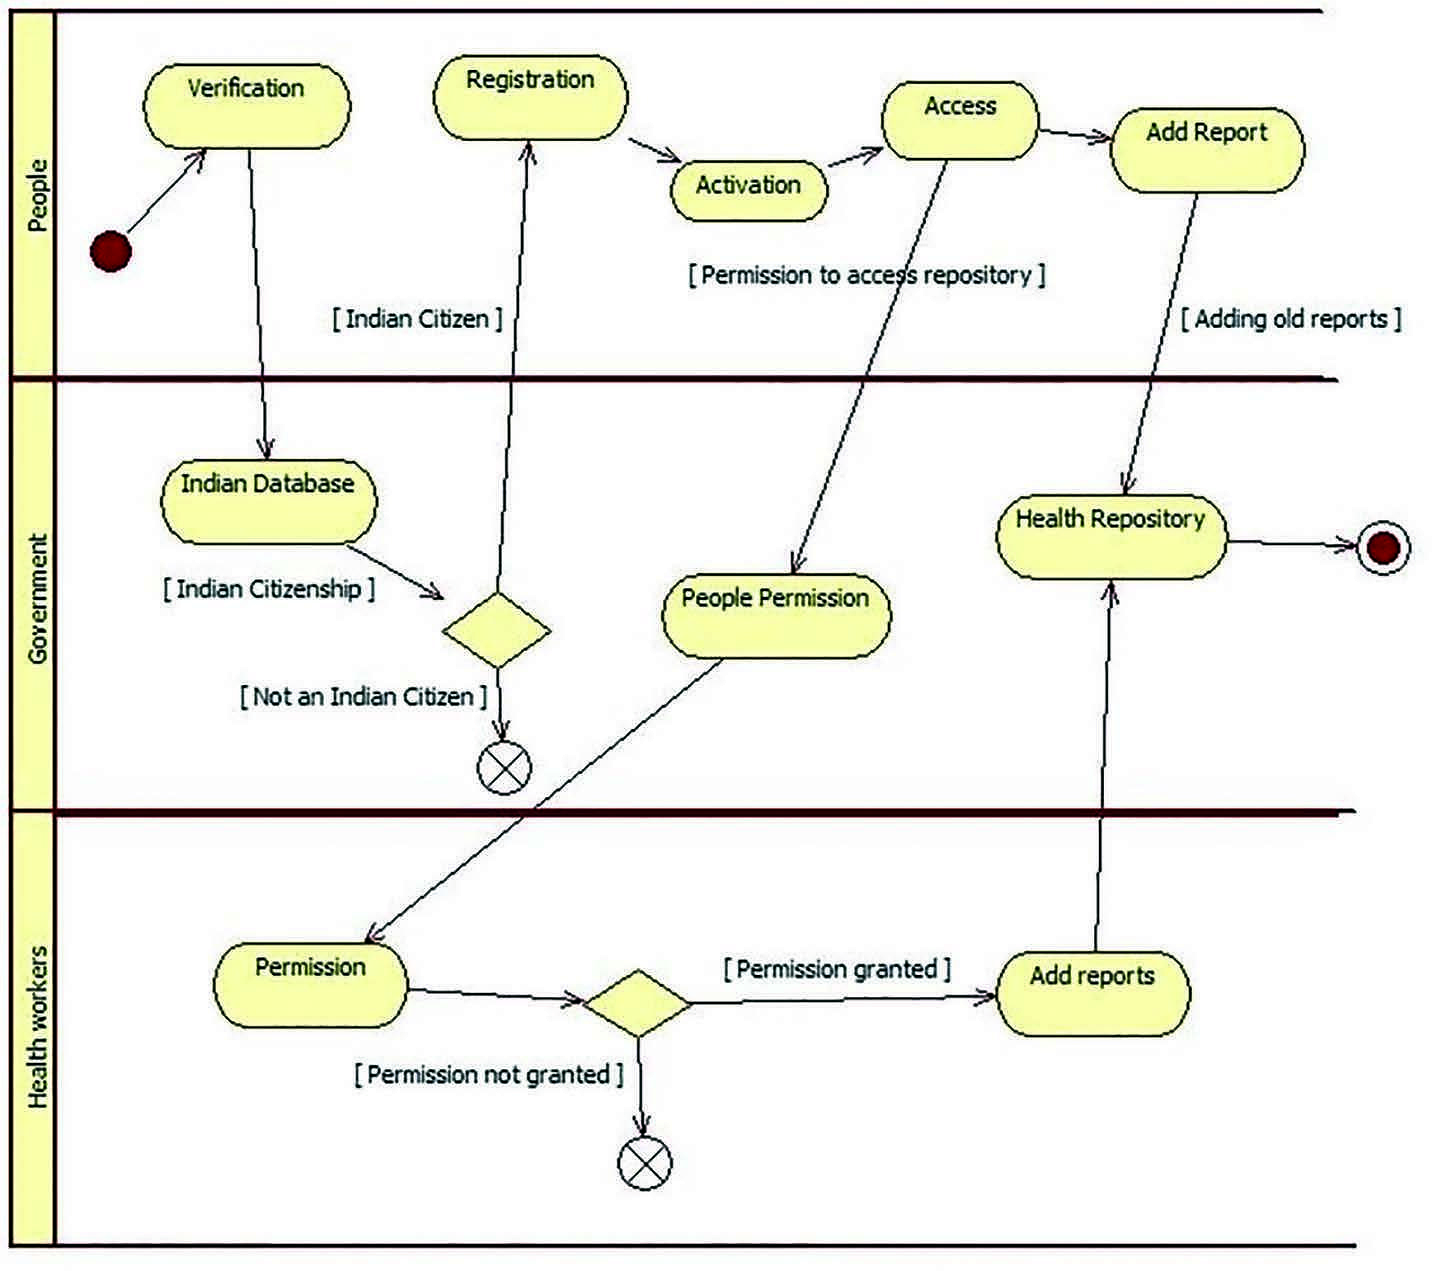 People
Verification
Registration
Access
Add Report
Activation
[ Permission to access repository ]
[ Indian Citizen ]
[ Adding old reports ]
Government
Indian Database
Health Repository
[ Indian Citizenship ]
People Permission
[ Not an Indian Citizen ]
Health workers
Permission
[ Permission granted ]
Add reports
[ Permission not granted ]